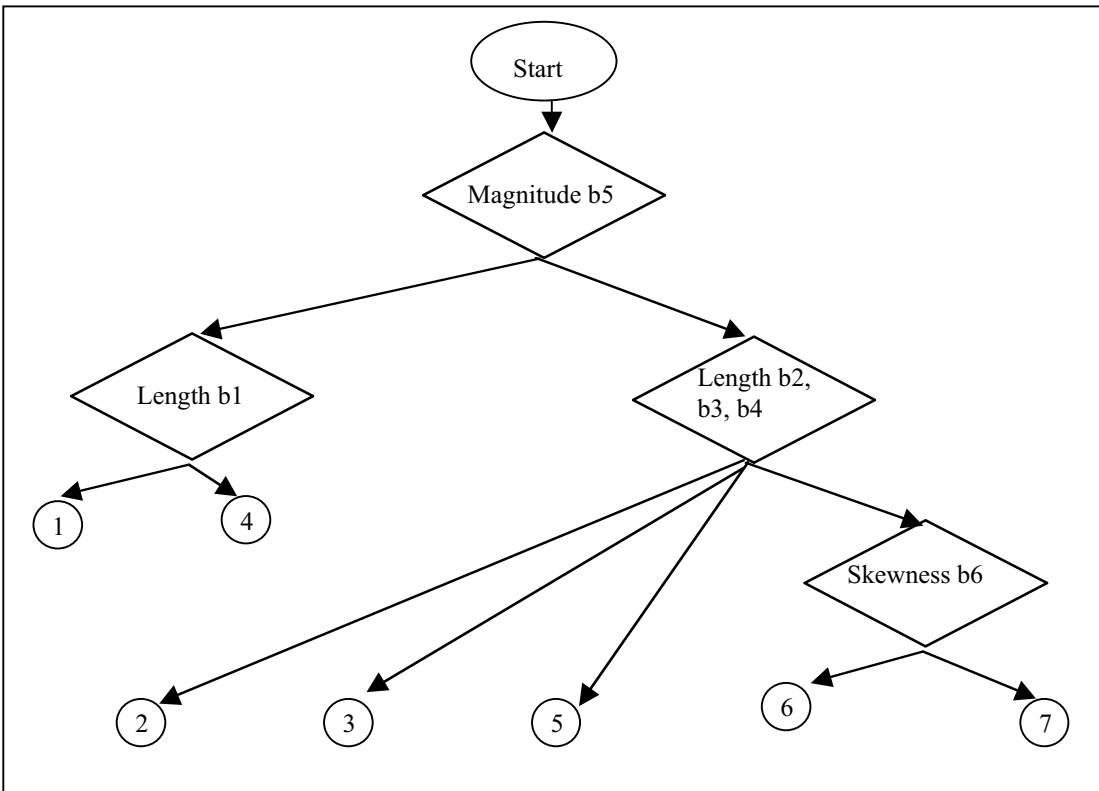 Start
Magnitude b5
Length b1
Length b2,
b3, b4
1
4
Skewness b6
2
3
5
6
7